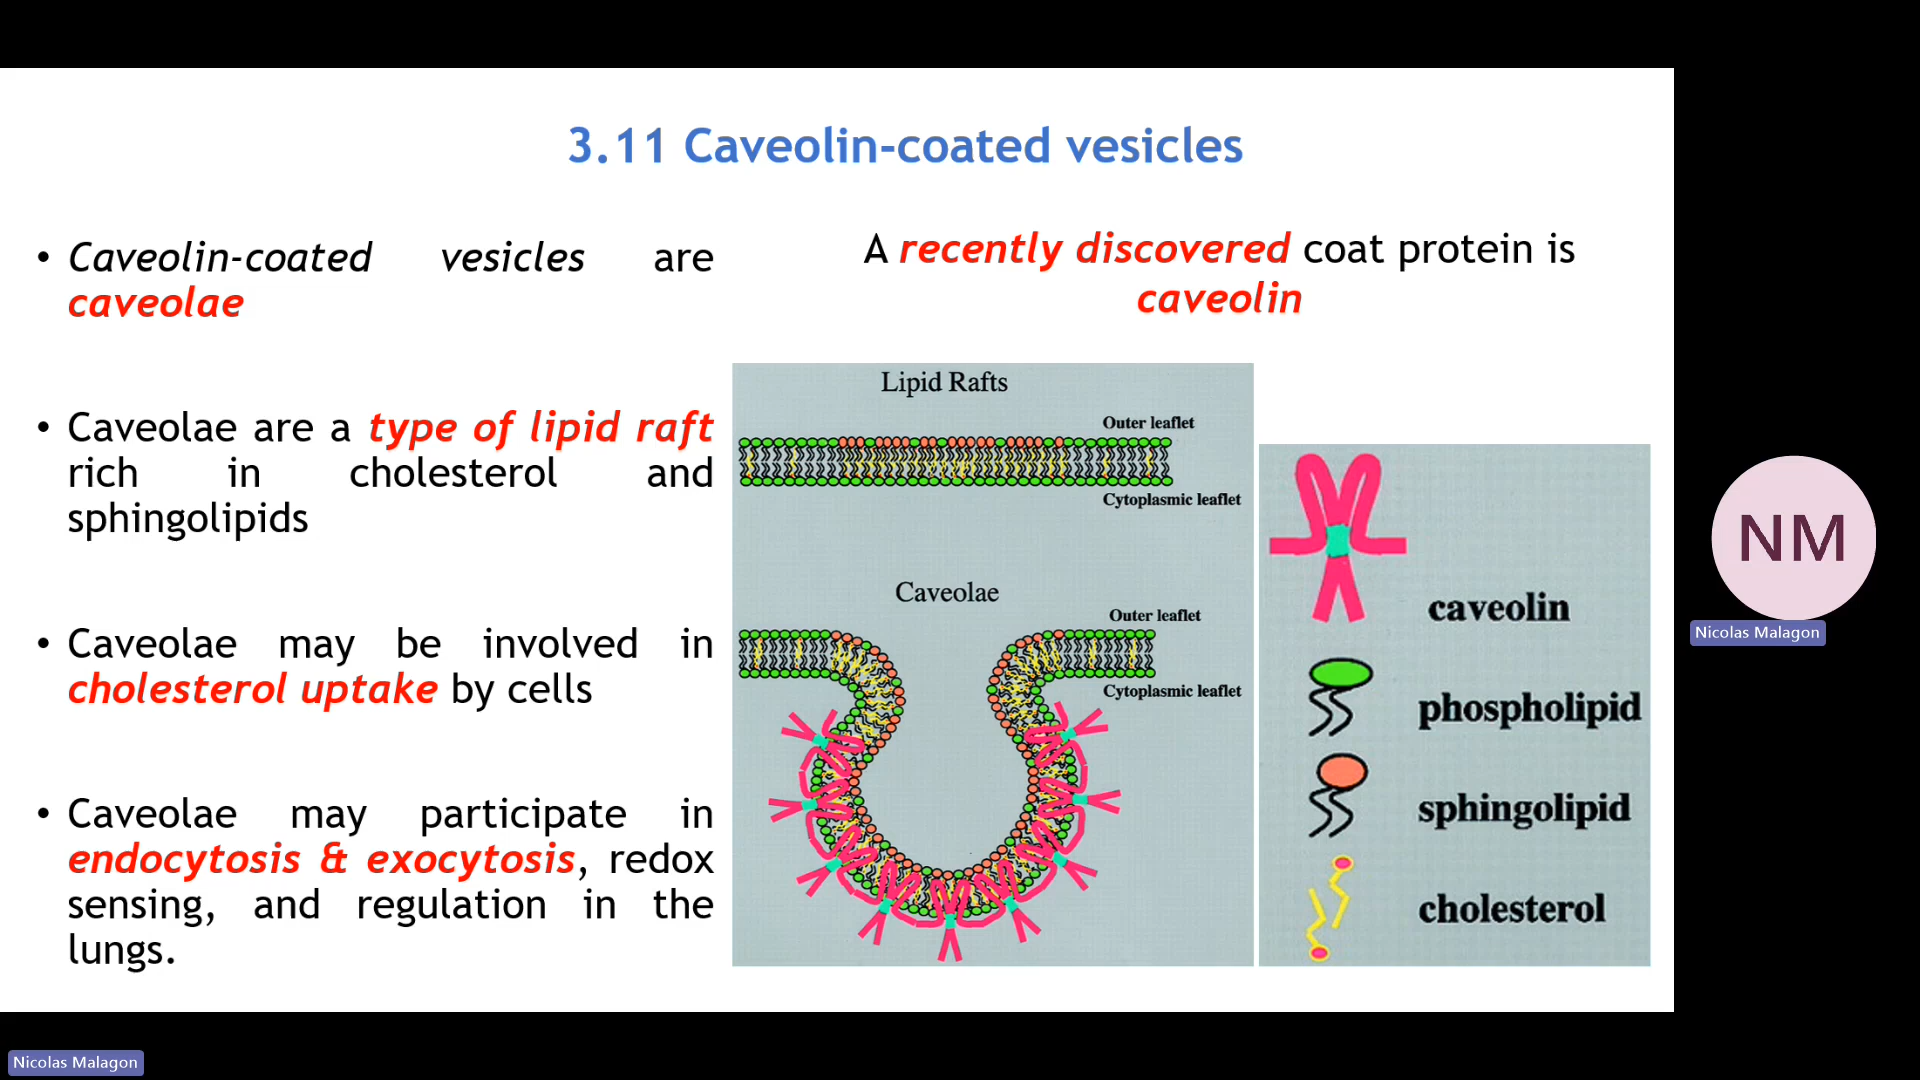 3.11 Caveolin-coated vesicles
• Caveolin-coated vesicles are
caveolae
• Caveolae are a type of lipid raft
rich in cholesterol and
sphingolipids
• Caveolae may be involved in
cholesterol uptake by cells
• Caveolae may participate in
endocytosis & exocytosis, redox
sensing, and regulation in the
lungs.
A recently discovered coat protein is
caveolin
Lipid Rafts
Outer leaflet
Cytoplasmic leaflet
Caveolae
Outer leaflet
Cytoplasmic leaflet
caveolin
phospholipid
sphingolipid
cholesterol
NM
Nicolas Malagon
Nicolas Malagon